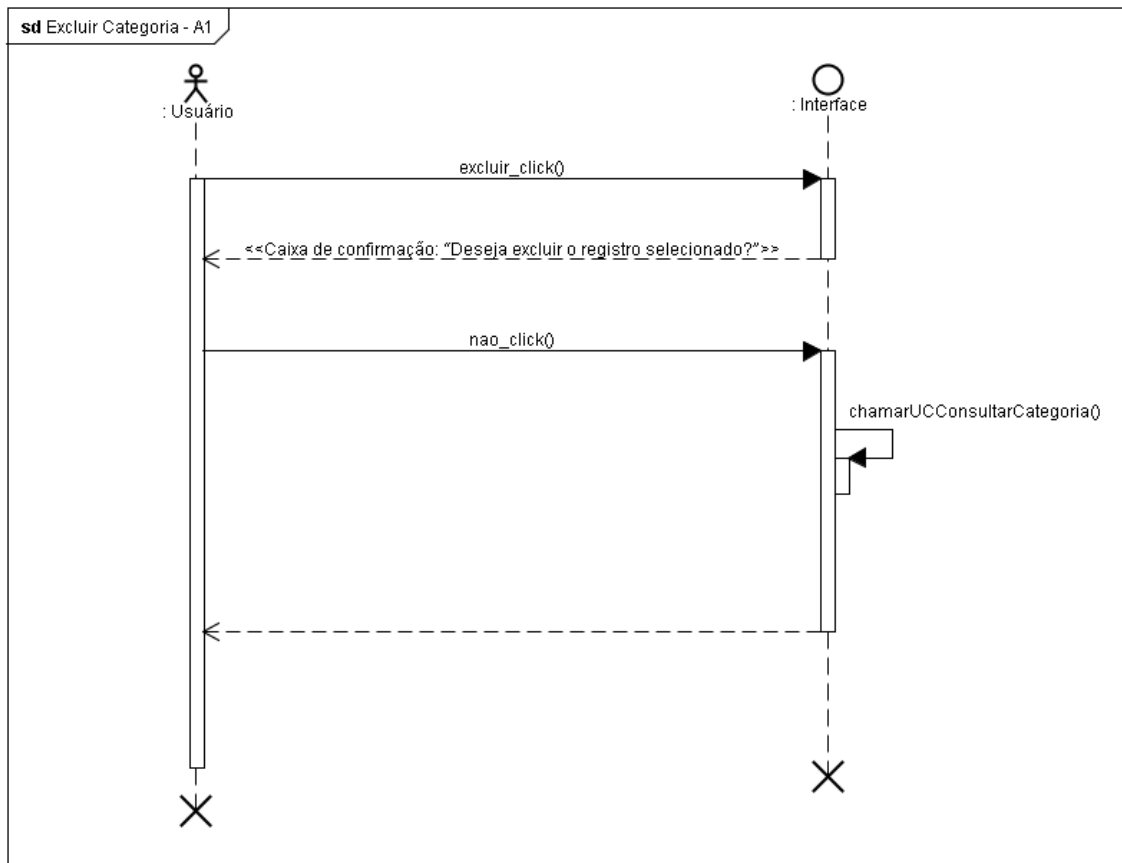 sd Excluir Categoria - A1
: Usuário
: Interface
excluir_click()
<<Caixa de confirmação: "Deseja excluir o registro selecionado?">>
nao_click()
chamarUCConsultarCategoria()